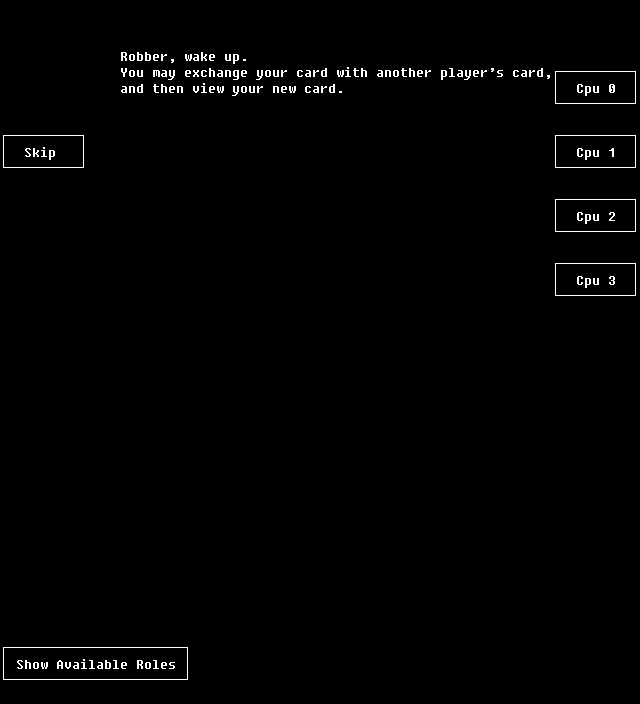 Robber, wake up.
You may exchange your card with another player's card,
and then view your new card.
Cpu 0
Skip
Cpu 1
Cpu 2
Cpu 3
Show Available Roles